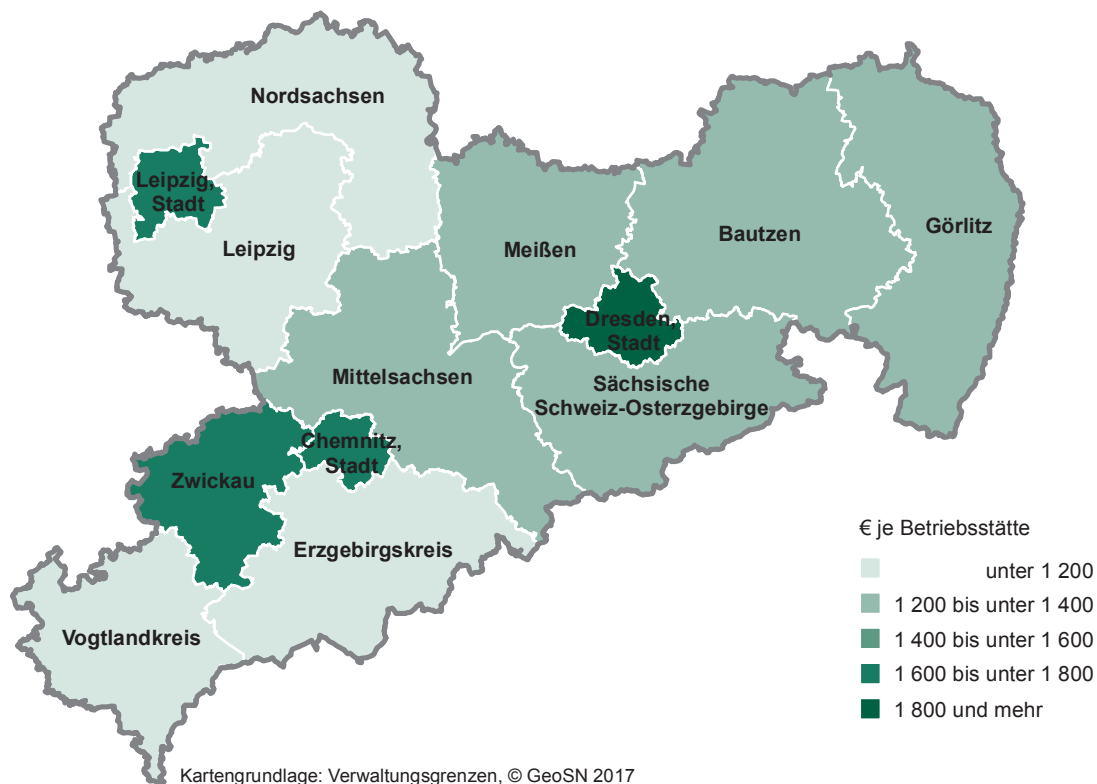 Nordsachsen
Leipzig,
Stadt
Leipzig
Meißen
Bautzen
Görlitz
Dresden,
Stadt
Mittelsachsen
Sächsische
Schweiz-Osterzgebirge
Chemnitz,
Stadt
Zwickau
Erzgebirgskreis
Vogtlandkreis
€ je Betriebsstätte
unter 1 200
1 200 bis unter 1 400
1 400 bis unter 1 600
1 600 bis unter 1 800
1 800 und mehr
Kartengrundlage: Verwaltungsgrenzen, © GeoSN 2017